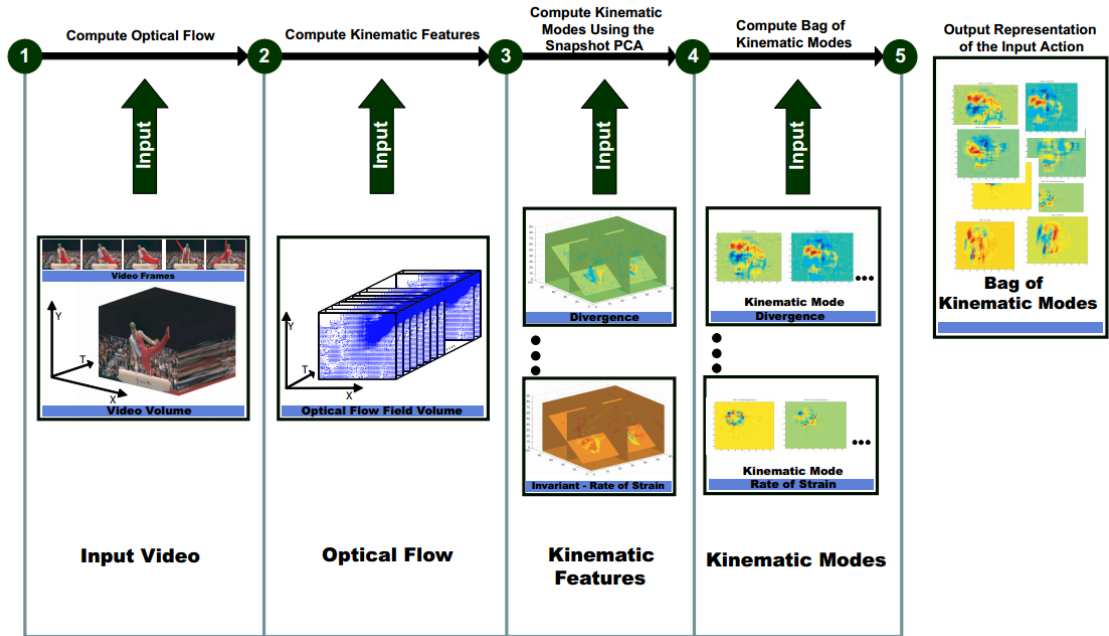 Compute Optical Flow
Compute Kinematic Features
Compute Kinematic
Modes Using the
Snapshot PCA
Compute Bag of
Kinematic Modes
Output Representation
of the Input Action
1
2
3
4
5
Input
Input
Input
Input
Video Frames
Y
T
X
Video Volume
Y
T
X
Optical Flow Field Volume
Divergence
Invariant - Rate of Strain
Kinematic Mode
Divergence
Kinematic Mode
Rate of Strain
Bag of
Kinematic Modes
Input Video
Optical Flow
Kinematic
Features
Kinematic Modes